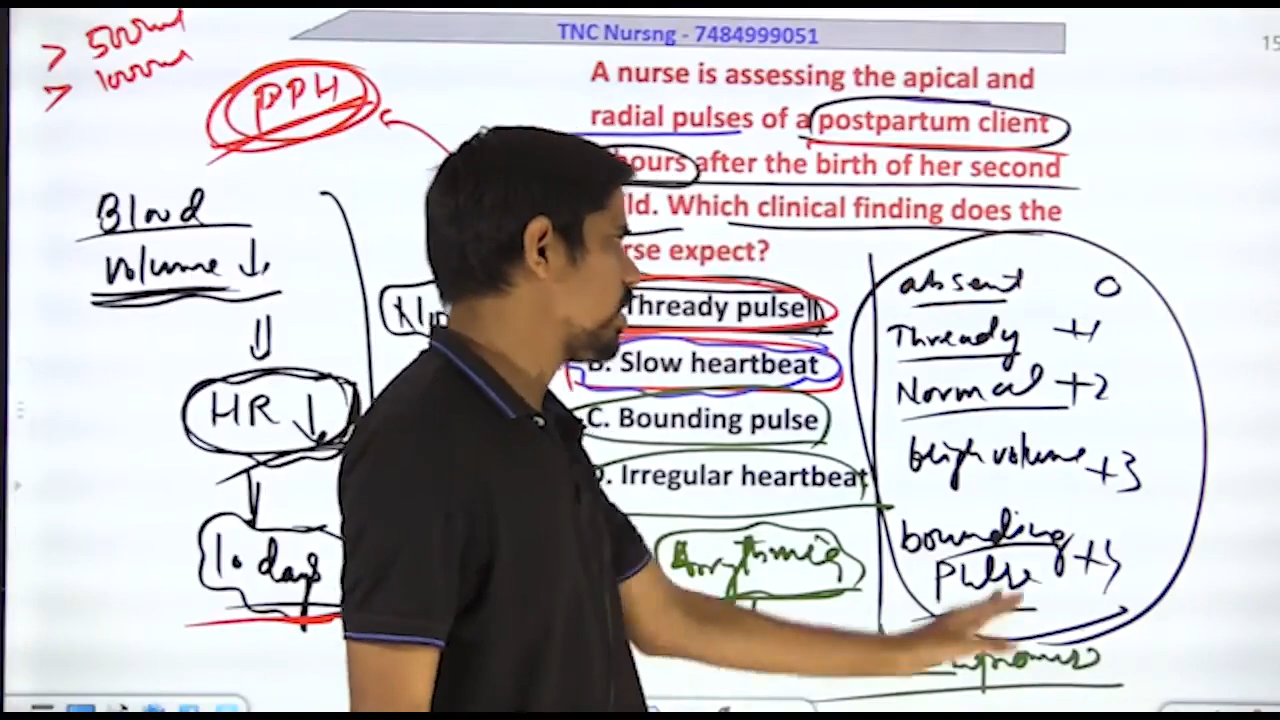 TNC Nursng - 7484999051
15
> 500ml
> 1000ml
PPH
A nurse is assessing the apical and
radial pulses of a postpartum client
hours after the birth of her second
ld. Which clinical finding does the
rse expect?
Thready pulse
B. Slow heartbeat
C. Bounding pulse
D. Irregular heartbeat
Blood
Volume ↓
⇓
HR ↓
↓
10 days
absent 0
Thready +1
Normal +2
high volume +3
bounding
pulse
Arrythmia